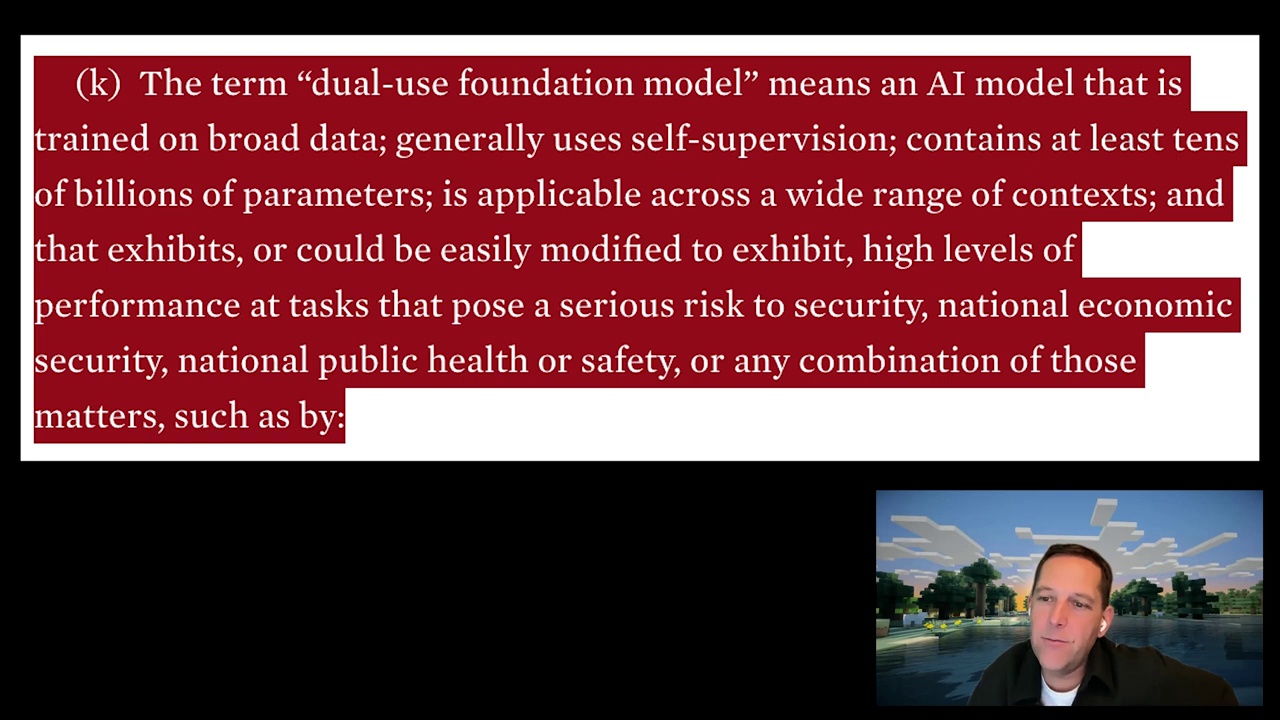 (k) The term “dual-use foundation model” means an AI model that is
trained on broad data; generally uses self-supervision; contains at least tens
of billions of parameters; is applicable across a wide range of contexts; and
that exhibits, or could be easily modified to exhibit, high levels of
performance at tasks that pose a serious risk to security, national economic
security, national public health or safety, or any combination of those
matters, such as by: